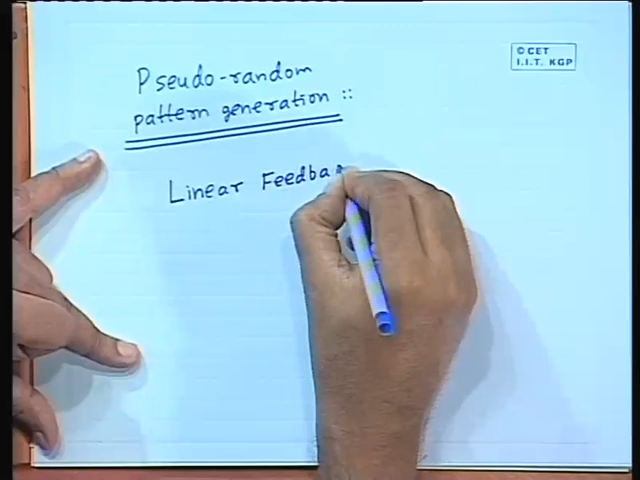 © CET
I.I.T. KGP
Pseudo-random
pattern generation ::
Linear Feedba